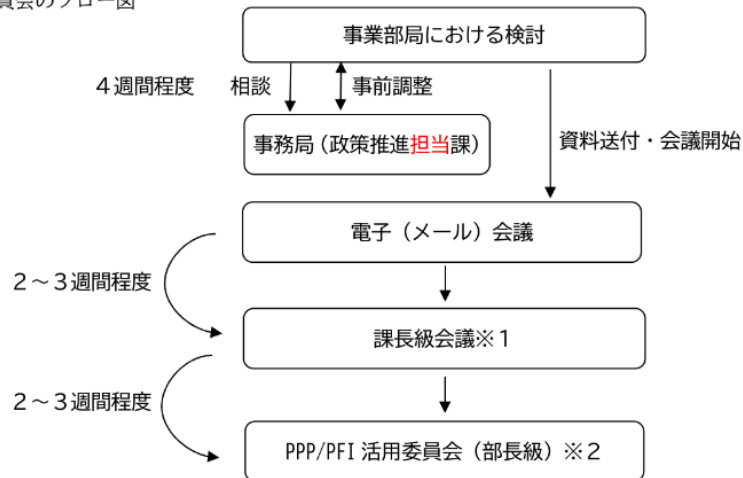 員会のフロー図
事業部局における検討
４週間程度　相談　事前調整
事務局（政策推進担当課）
資料送付・会議開始
電子（メール）会議
２～３週間程度
課長級会議※１
２～３週間程度
PPP/PFI 活用委員会（部長級）※２